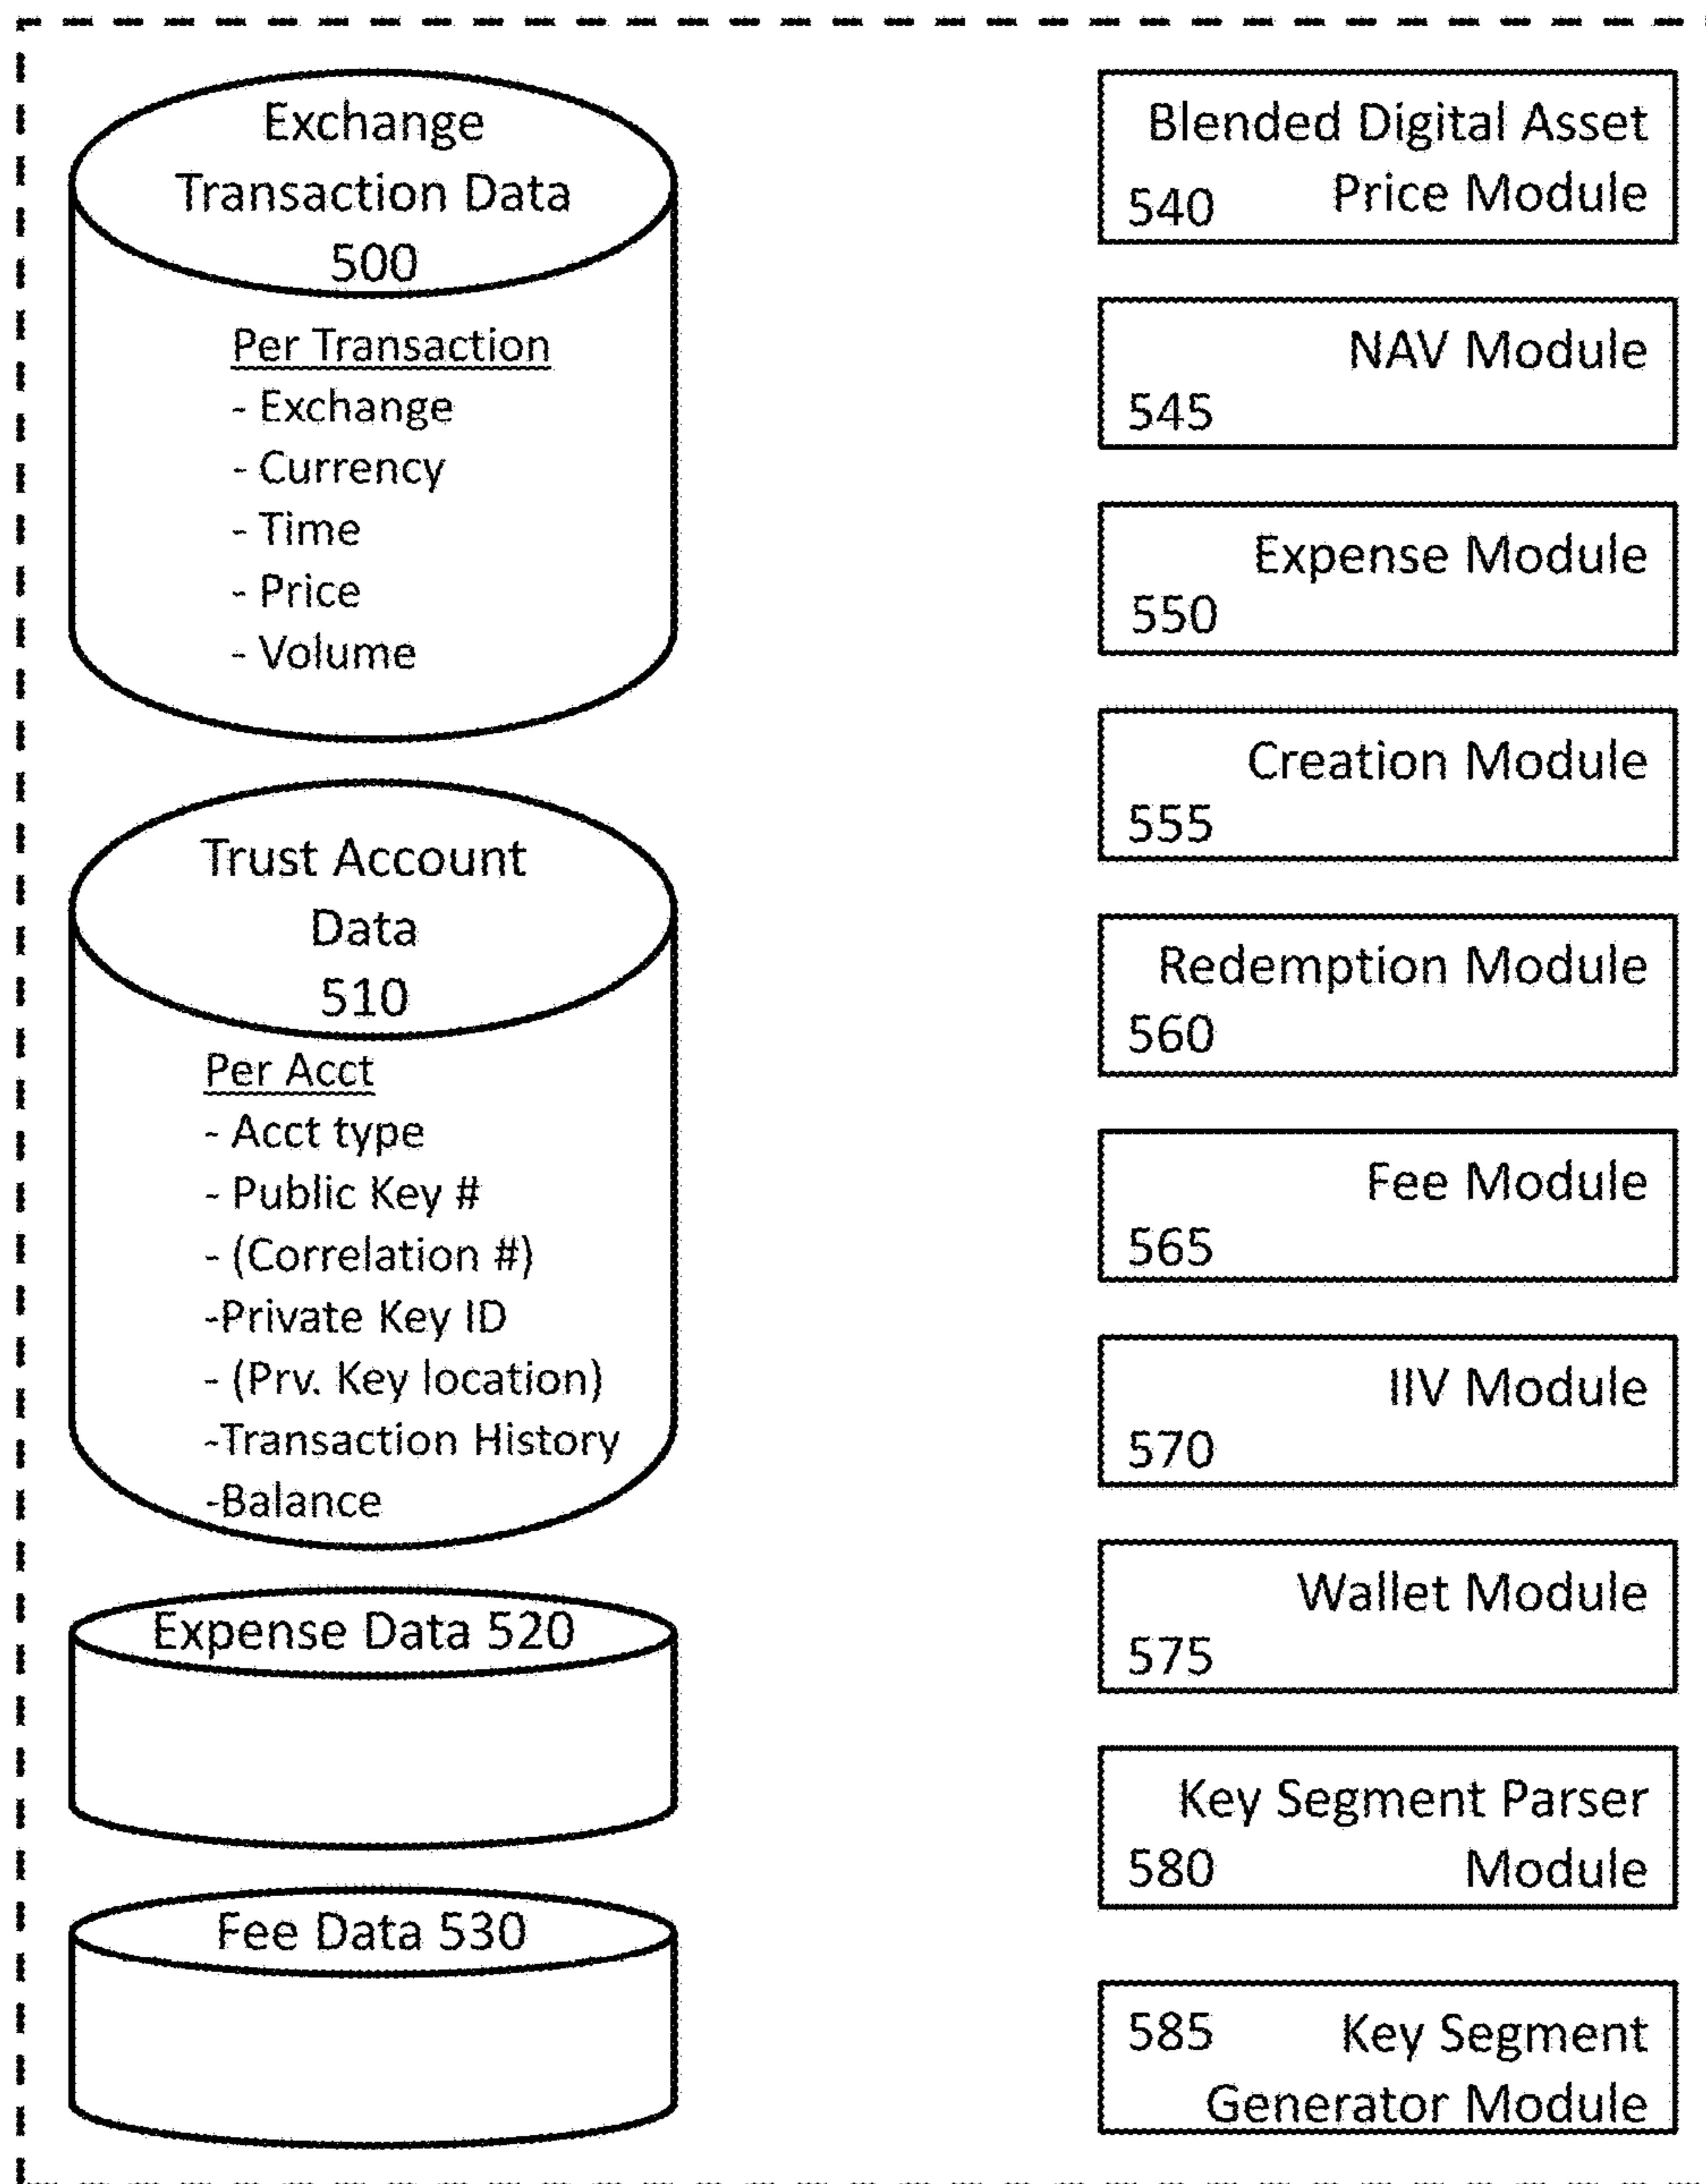 Exchange
Transaction Data
500
Per Transaction
- Exchange
- Currency
- Time
- Price
- Volume
Trust Account
Data
510
Per Acct
- Acct type
- Public Key #
- (Correlation #)
-Private Key ID
- (Prv. Key location)
-Transaction History
-Balance
Expense Data 520
Fee Data 530
Blended Digital Asset
540 Price Module
NAV Module
545
Expense Module
550
Creation Module
555
Redemption Module
560
Fee Module
565
IIV Module
570
Wallet Module
575
Key Segment Parser
580 Module
585 Key Segment
Generator Module